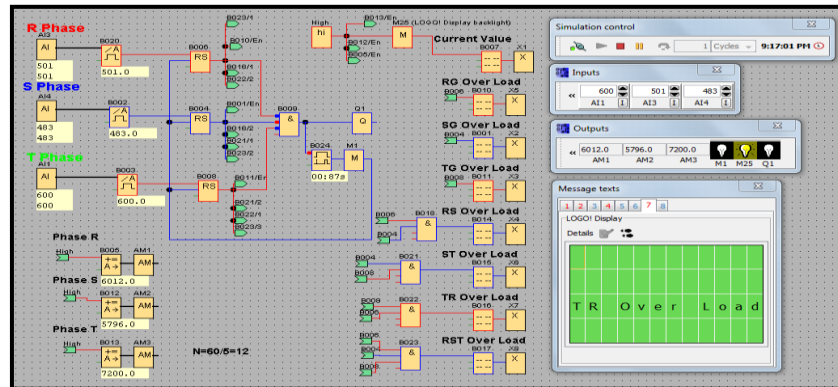 R Phase
AI3
AI
501
501
B020
501.0
B006
RS
B023/1
B010/En
B018/1
B022/2
S Phase
AI4
AI
483
483
B002
483.0
B004
RS
B001/En
B018/2
B021/1
B023/2
T Phase
AI1
AI
600
600
B003
600.0
B008
RS
B011/En
B021/2
B022/1
B023/3
B009
&
Q1
Q
B024
00:87s
M1
M
High
hi
B013/En
B012/En
B005/En
M25 (LOGO! Display backlight)
M
Current Value
B007
X1
X
RG Over Load
B006
B010
X5
X
SG Over Load
B004
B001
X2
X
TG Over Load
B008
B011
X3
X
RS Over Load
B006
B004
B018
&
B014
X4
X
ST Over Load
B004
B008
B021
&
B015
X6
X
TR Over Load
B008
B006
B022
&
B016
X7
X
RST Over Load
B006
B004
B008
B023
&
B017
X8
X
Phase R
High
B005
+=
A→
AM1
AM
6012.0
Phase S
High
B012
+=
A→
AM2
AM
5796.0
Phase T
High
B013
+=
A→
AM3
AM
7200.0
N=60/5=12
Simulation control
1 Cycles
9:17:01 PM
Inputs
600 501 483
AI1 AI3 AI4
Outputs
6012.0 5796.0 7200.0
AM1 AM2 AM3 M1 M25 Q1
Message texts
1 2 3 4 5 6 7 8
LOGO! Display
Details
TR Over Load